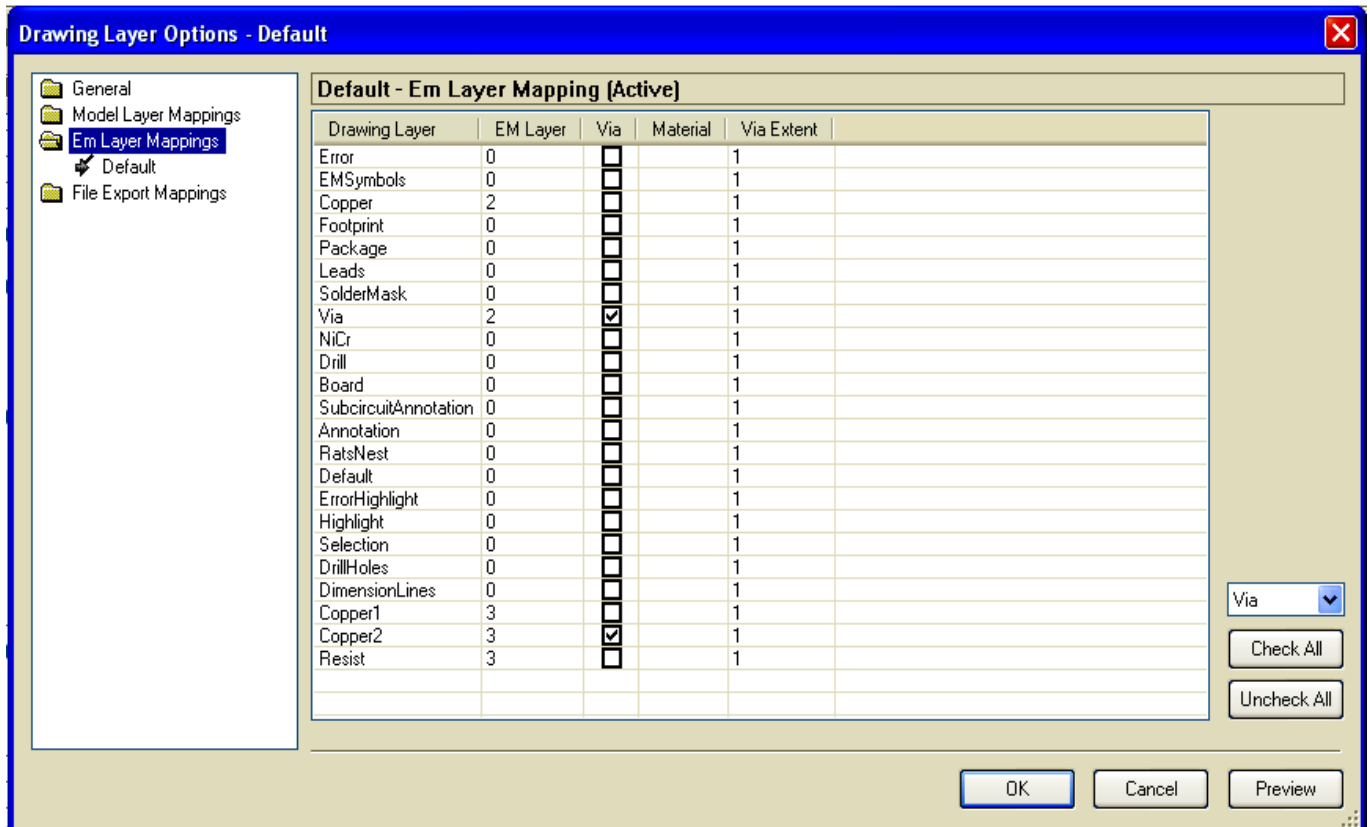 Drawing Layer Options - Default
General
Model Layer Mappings
Em Layer Mappings
Default
File Export Mappings
Default - Em Layer Mapping (Active)
Drawing Layer EM Layer Via Material Via Extent
Error 0 1
EMSymbols 0 1
Copper 2 1
Footprint 0 1
Package 0 1
Leads 0 1
SolderMask 0 1
Via 2 1
NiCr 0 1
Drill 0 1
Board 0 1
SubcircuitAnnotation 0 1
Annotation 0 1
RatsNest 0 1
Default 0 1
ErrorHighlight 0 1
Highlight 0 1
Selection 0 1
DrillHoles 0 1
DimensionLines 0 1
Copper1 3 1
Copper2 3 1
Resist 3 1
Via
Check All
Uncheck All
OK Cancel Preview